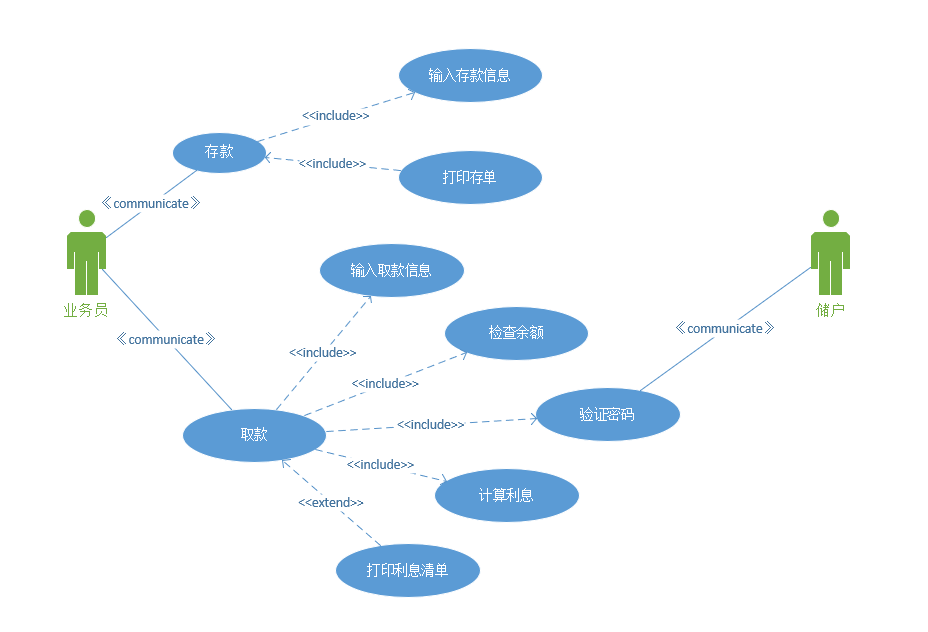 输入存款信息
<<include>>
存款
<<include>>
打印存单
《communicate》
业务员
储户
输入取款信息
《communicate》
《communicate》
检查余额
<<include>>
<<include>>
验证密码
<<include>>
取款
<<include>>
计算利息
<<extend>>
打印利息清单